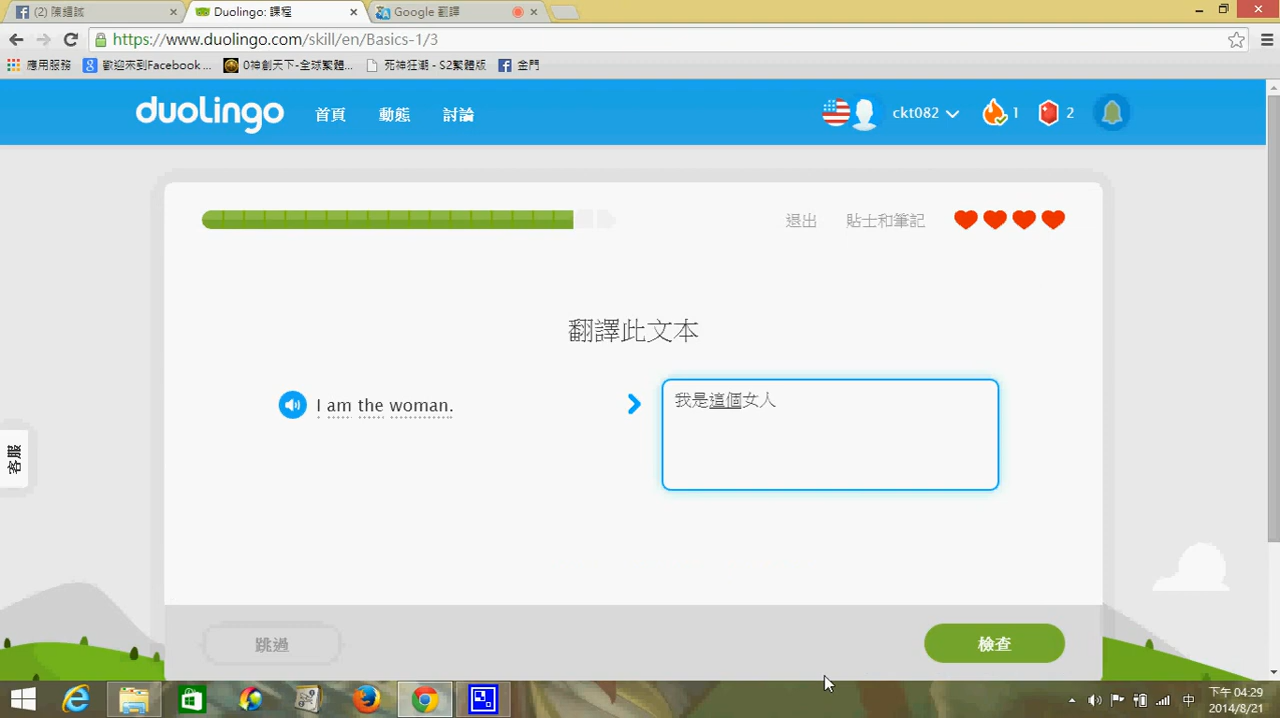 (2) 陳繾誠
Duolingo: 課程
Google 翻譯
https://www.duolingo.com/skill/en/Basics-1/3
應用服務
歡迎來到Facebook...
0神創天下-全球繁體...
死神狂潮 - S2繁體版
金門
duolingo
首頁
動態
討論
ckt082
1
2
退出
貼士和筆記
翻譯此文本
I am the woman.
我是這個女人
客服
跳過
檢查
中
下午 04:29
2014/8/21